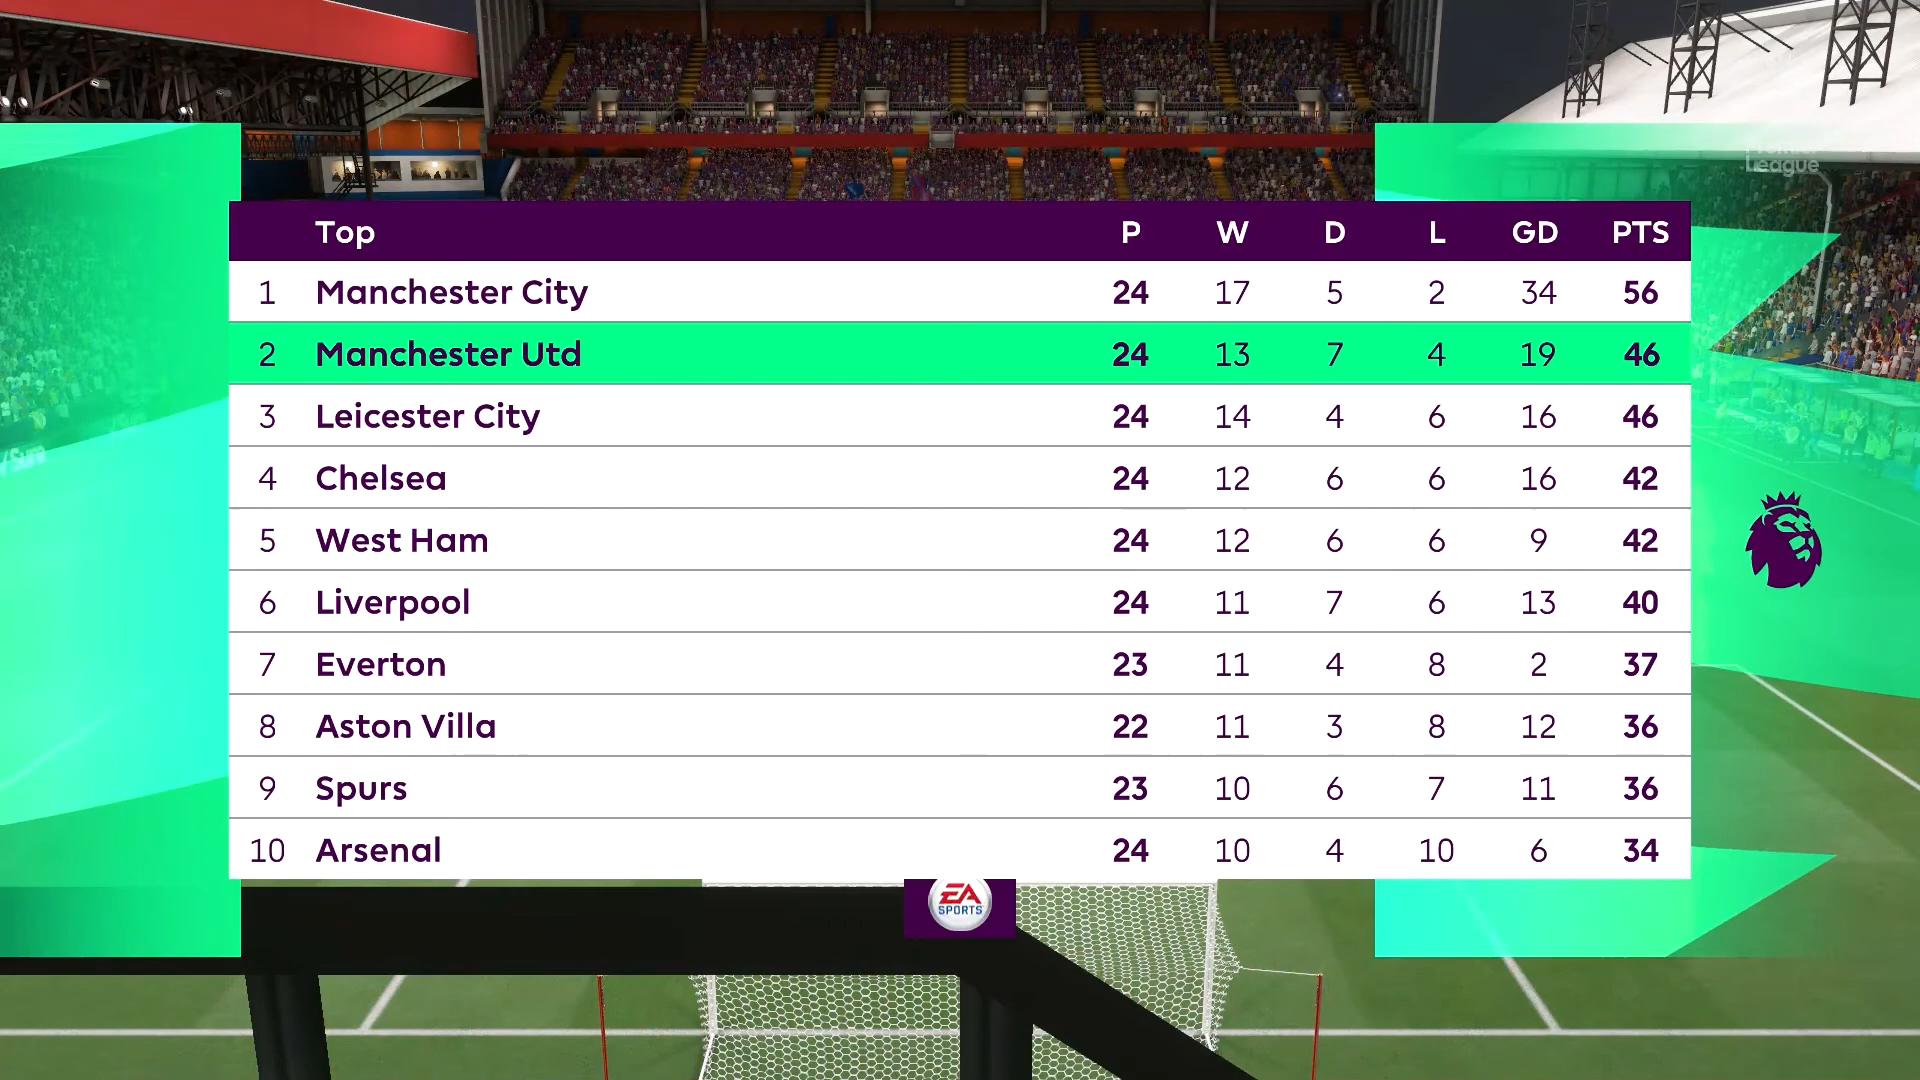 Premier
League
Top P W D L GD PTS
1 Manchester City 24 17 5 2 34 56
2 Manchester Utd 24 13 7 4 19 46
3 Leicester City 24 14 4 6 16 46
4 Chelsea 24 12 6 6 16 42
5 West Ham 24 12 6 6 9 42
6 Liverpool 24 11 7 6 13 40
7 Everton 23 11 4 8 2 37
8 Aston Villa 22 11 3 8 12 36
9 Spurs 23 10 6 7 11 36
10 Arsenal 24 10 4 10 6 34
EA
SPORTS